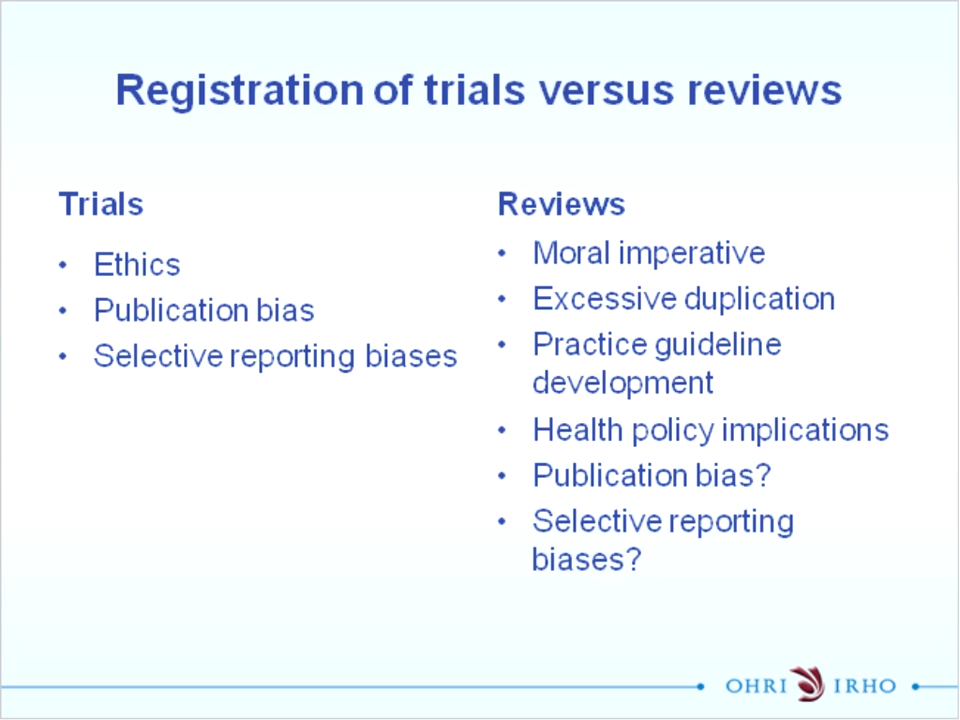 Registration of trials versus reviews
Trials
• Ethics
• Publication bias
• Selective reporting biases
Reviews
• Moral imperative
• Excessive duplication
• Practice guideline
development
• Health policy implications
• Publication bias?
• Selective reporting
biases?
OHRI IRHO